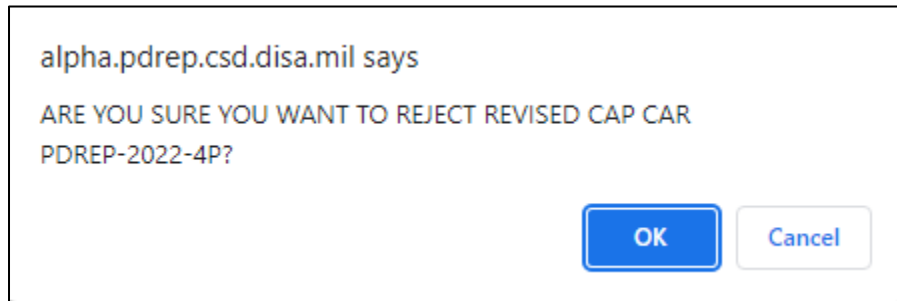 alpha.pdrep.csd.disa.mil says
ARE YOU SURE YOU WANT TO REJECT REVISED CAP CAR
PDREP-2022-4P?
OK
Cancel